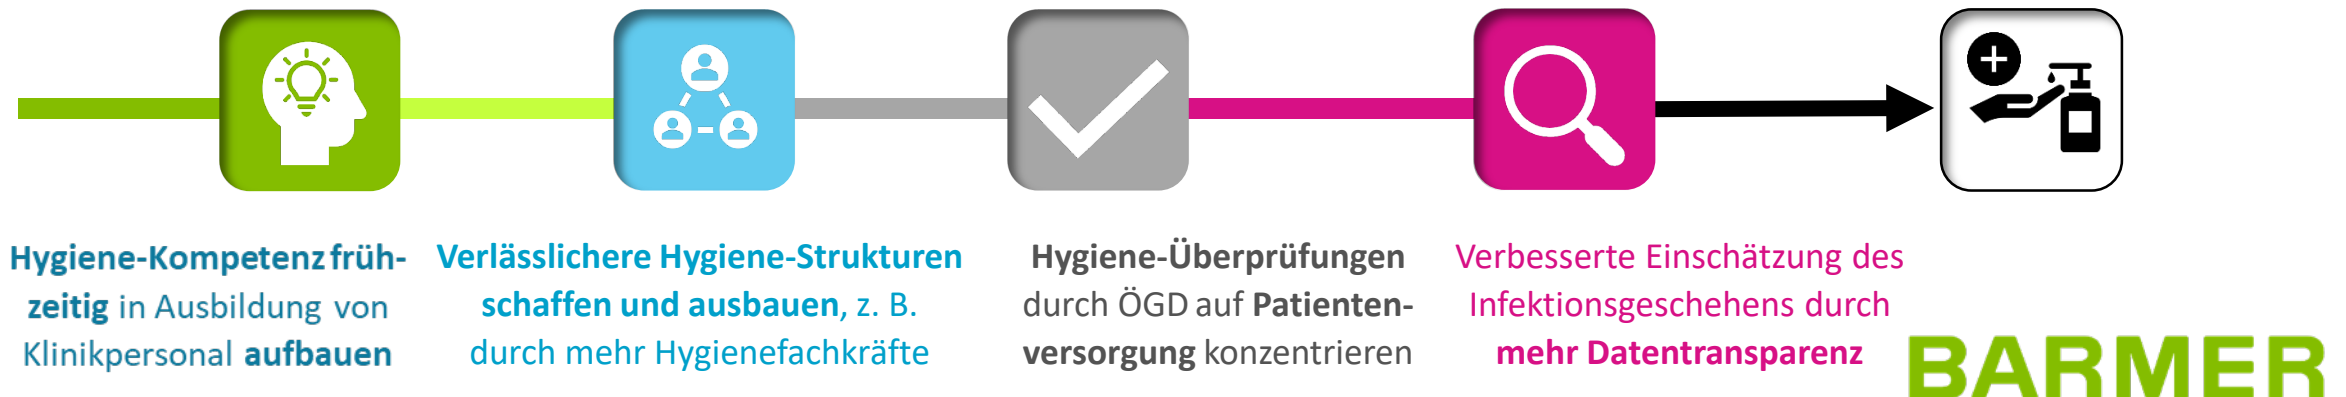 Hygiene-Kompetenz früh-
zeitig in Ausbildung von
Klinikpersonal aufbauen
Verlässlichere Hygiene-Strukturen
schaffen und ausbauen, z. B.
durch mehr Hygienefachkräfte
Hygiene-Überprüfungen
durch ÖGD auf Patienten-
versorgung konzentrieren
Verbesserte Einschätzung des
Infektionsgeschehens durch
mehr Datentransparenz
BARMER